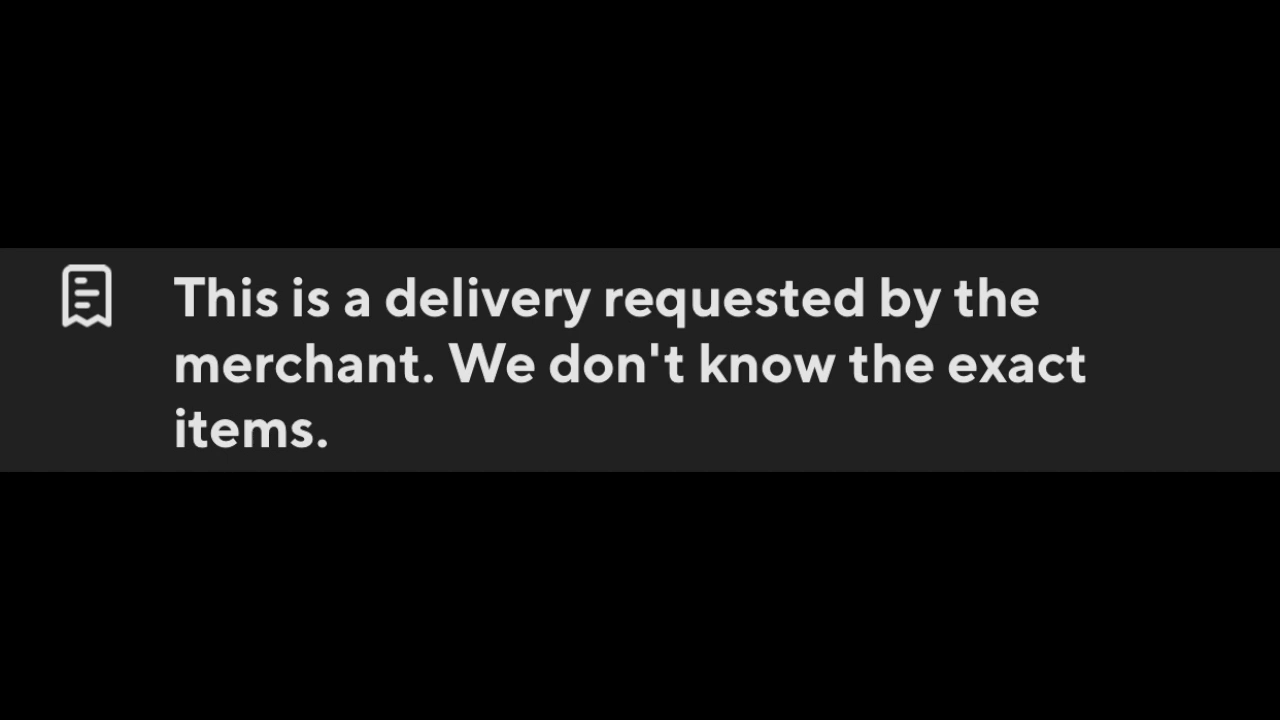 This is a delivery requested by the
merchant. We don't know the exact
items.